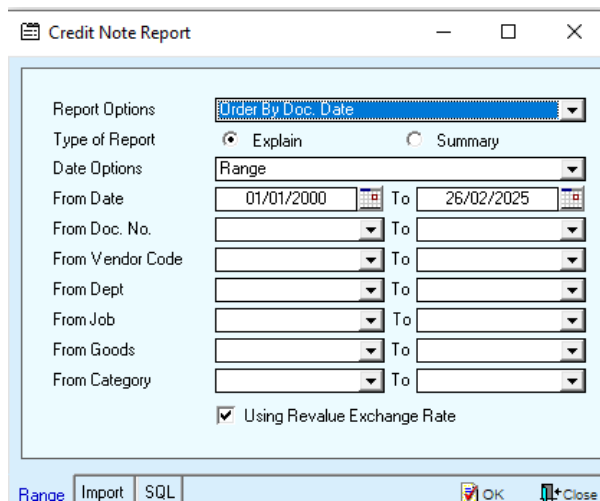 Credit Note Report
Report Options Order By Doc. Date
Type of Report Explain Summary
Date Options Range
From Date 01/01/2000 To 26/02/2025
From Doc. No. To
From Vendor Code To
From Dept To
From Job To
From Goods To
From Category To
Using Revalue Exchange Rate
Range Import SQL OK Close